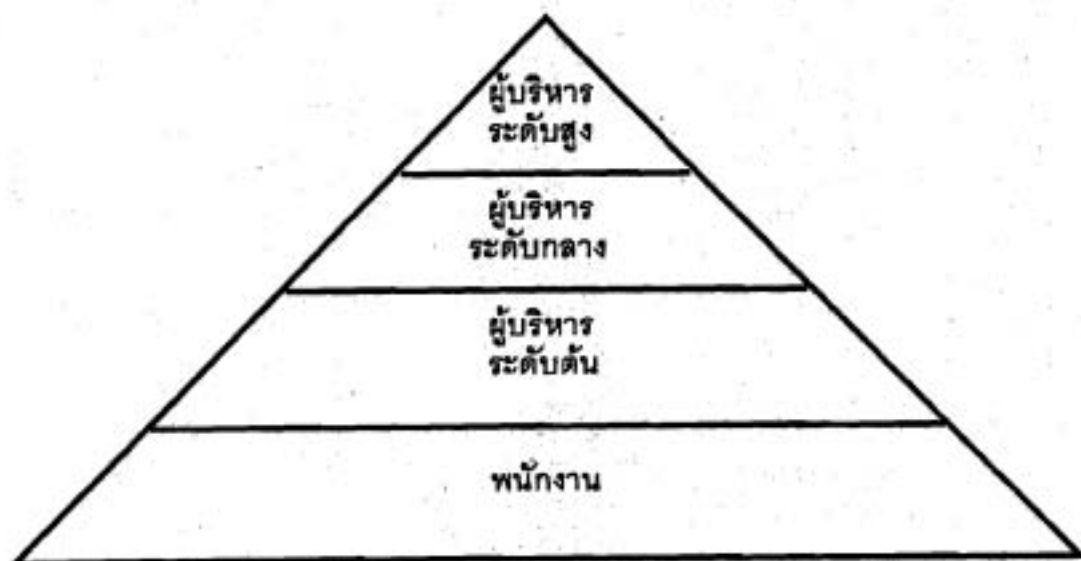 ผู้บริหาร
ระดับสูง
ผู้บริหาร
ระดับกลาง
ผู้บริหาร
ระดับต้น
พนักงาน